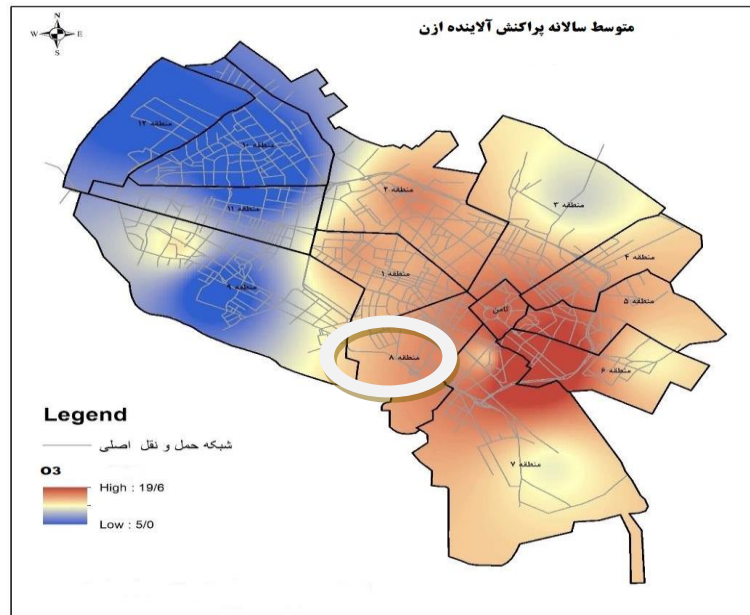 متوسط سالانه پراکنش آلاینده ازن
N
W E
S
منطقه ۱۲
منطقه ۱۰
منطقه ۱۱
منطقه ۹
منطقه ۲
منطقه ۳
منطقه ۱
منطقه ۴
ثامن
منطقه ۵
منطقه ۸
منطقه ۶
منطقه ۷
Legend
شبکه حمل و نقل اصلی
O3
High : 19/6
Low : 5/0